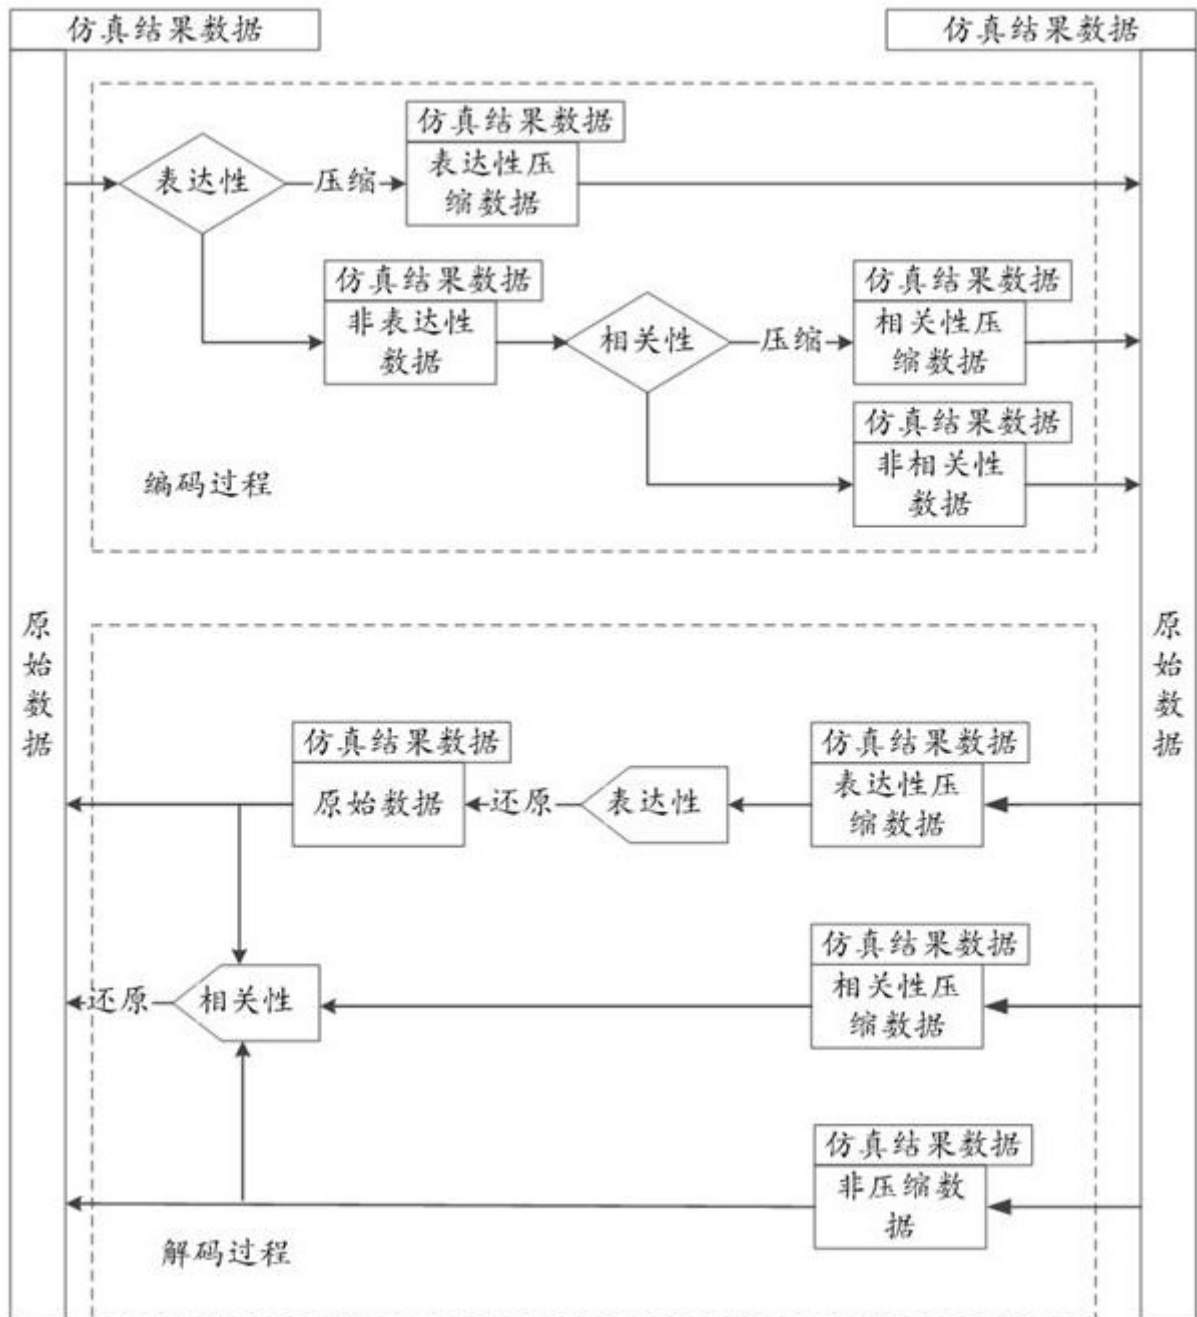 仿真结果数据
仿真结果数据
仿真结果数据
表达性压
缩数据
表达性
压缩
仿真结果数据
非表达性
数据
相关性
压缩
仿真结果数据
相关性压
缩数据
仿真结果数据
非相关性
数据
编码过程
原
始
数
据
原
始
数
据
仿真结果数据
原始数据
还原
表达性
仿真结果数据
表达性压
缩数据
还原
相关性
仿真结果数据
相关性压
缩数据
仿真结果数据
非压缩数
据
解码过程